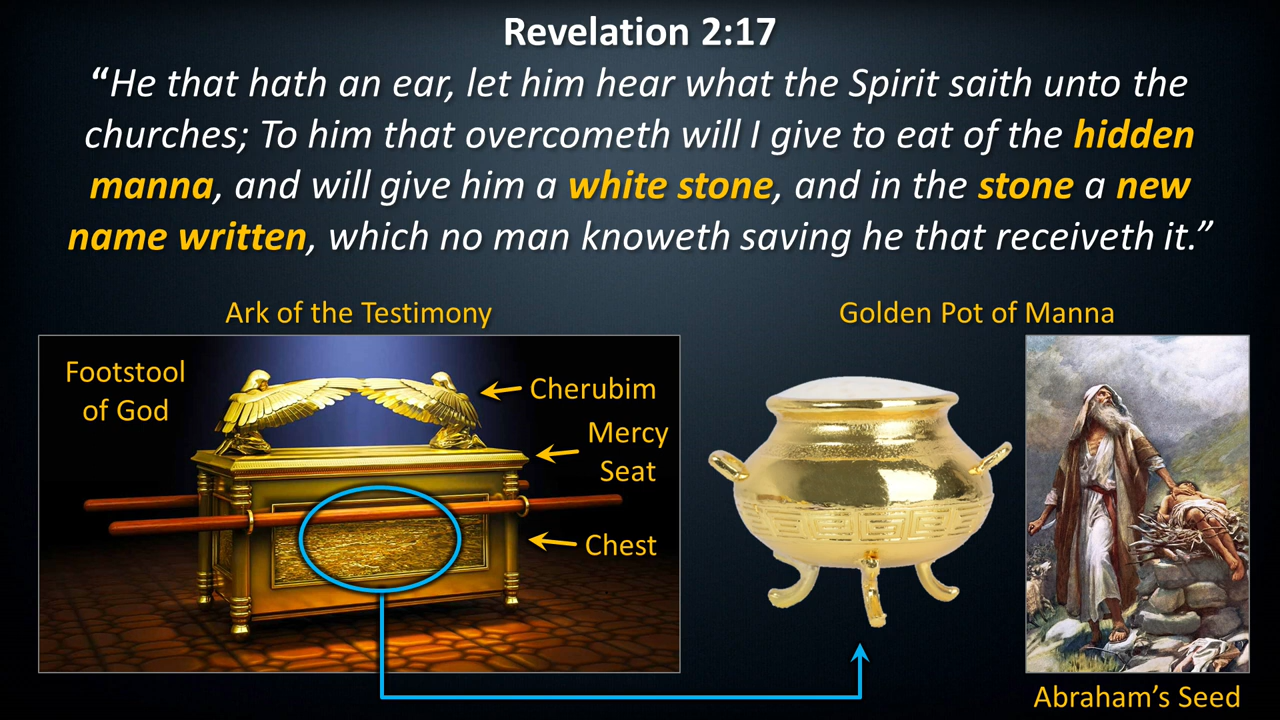 Revelation 2:17
“He that hath an ear, let him hear what the Spirit saith unto the
churches; To him that overcometh will I give to eat of the hidden
manna, and will give him a white stone, and in the stone a new
name written, which no man knoweth saving he that receiveth it.”
Ark of the Testimony
Golden Pot of Manna
Footstool
of God
Cherubim
Mercy
Seat
Chest
Abraham’s Seed